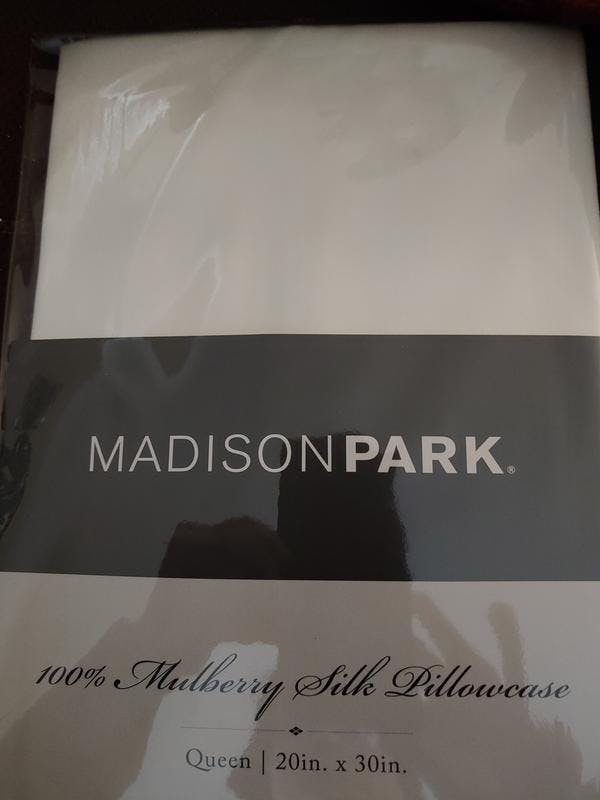 MADISONPARK®
100% Mulberry Silk Pillowcase
Queen | 20in. x 30in.